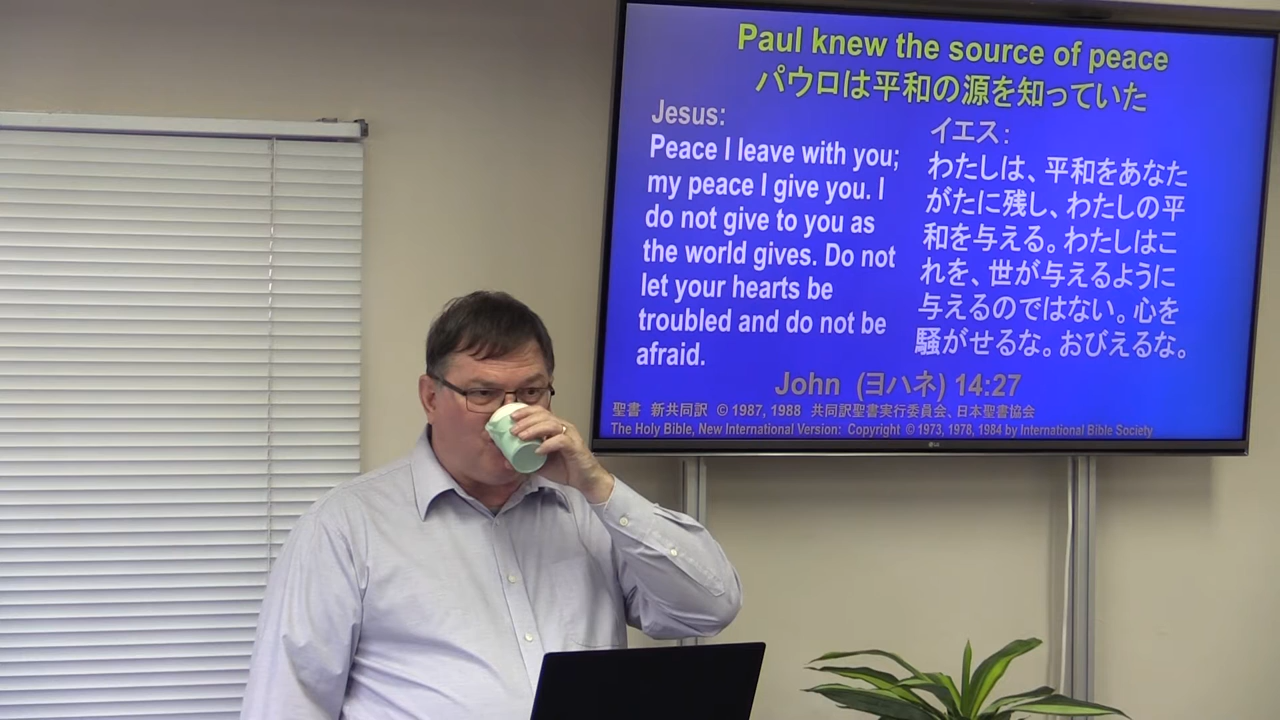 Paul knew the source of peace
パウロは平和の源を知っていた
Jesus:
Peace I leave with you;
my peace I give you. I
do not give to you as
the world gives. Do not
let your hearts be
troubled and do not be
afraid.
イエス:
わたしは、平和をあなた
がたに残し、わたしの平
和を与える。わたしはこ
れを、世が与えるように
与えるのではない。心を
騒がせるな。おびえるな。
John (ヨハネ) 14:27
聖書 新共同訳 © 1987, 1988 共同訳聖書実行委員会、日本聖書協会
The Holy Bible, New International Version: Copyright © 1973, 1978, 1984 by International Bible Society
LG